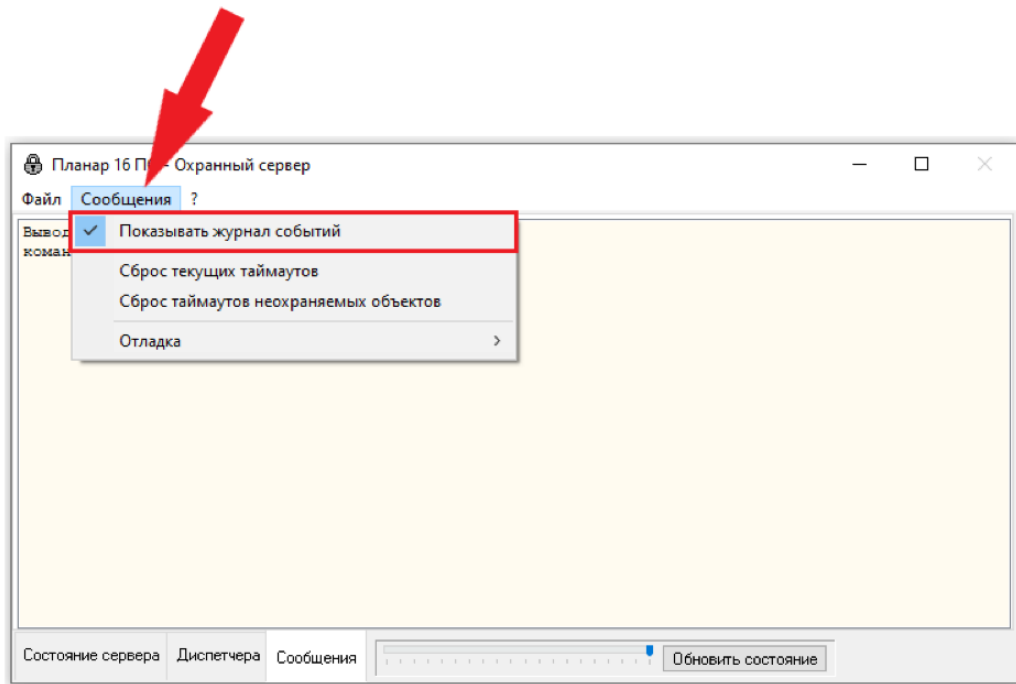 Планар 16 - Охранный сервер
Файл Сообщения ?
Вывод
Показывать журнал событий
Сброс текущих таймаутов
Сброс таймаутов неохраняемых объектов
Отладка
Состояние сервера Диспетчера Сообщения Обновить состояние